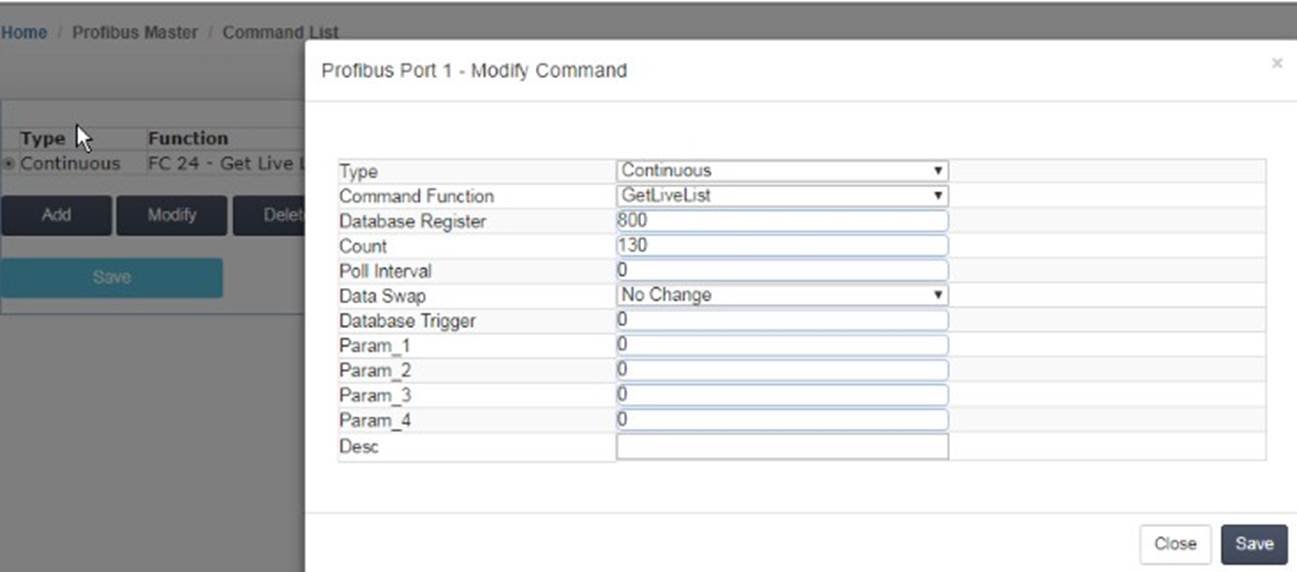 Home / Profibus Master / Command List
Profibus Port 1 - Modify Command
×
Type Function
Continuous FC 24 - Get Live L
Add Modify Delet
Save
Type Continuous
Command Function GetLiveList
Database Register 800
Count 130
Poll Interval 0
Data Swap No Change
Database Trigger 0
Param_1 0
Param_2 0
Param_3 0
Param_4 0
Desc
Close Save